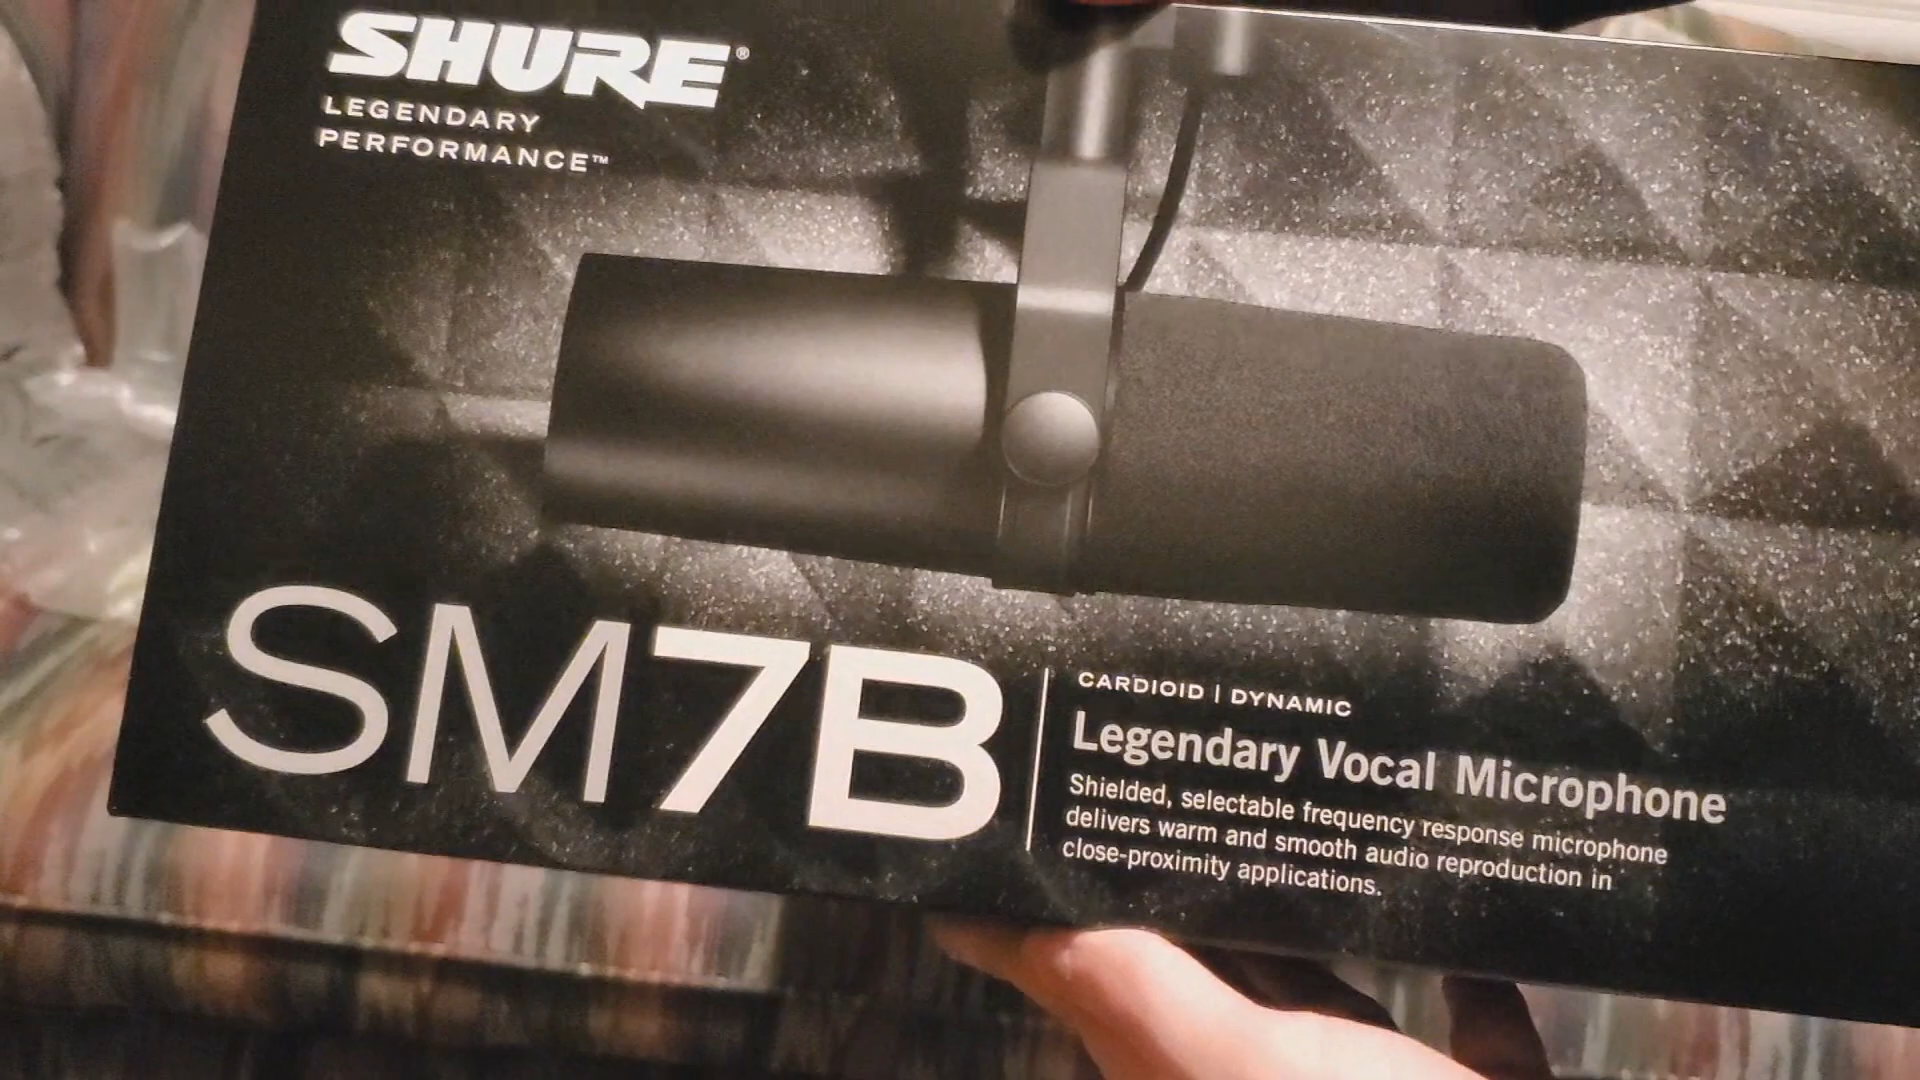 SHURE®
LEGENDARY
PERFORMANCE™
SM7B
CARDIOID | DYNAMIC
Legendary Vocal Microphone
Shielded, selectable frequency response microphone
delivers warm and smooth audio reproduction in
close-proximity applications.